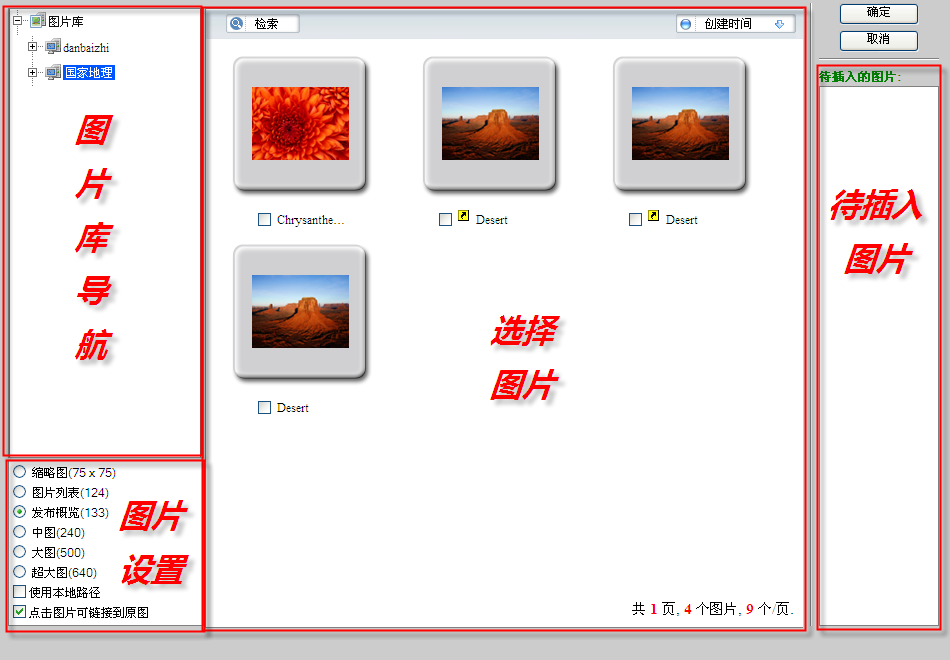 图片库
danbaizhi
国家地理
图
片
库
导
航
缩略图(75 x 75)
图片列表(124)
发布概览(133)
中图(240)
大图(500)
超大图(640)
使用本地路径
点击图片可链接到原图
图片
设置
检索
创建时间
Chrysanthe...
Desert
Desert
Desert
选择
图片
共 1 页, 4 个图片, 9 个/页.
确定
取消
待插入的图片:
待插入
图片